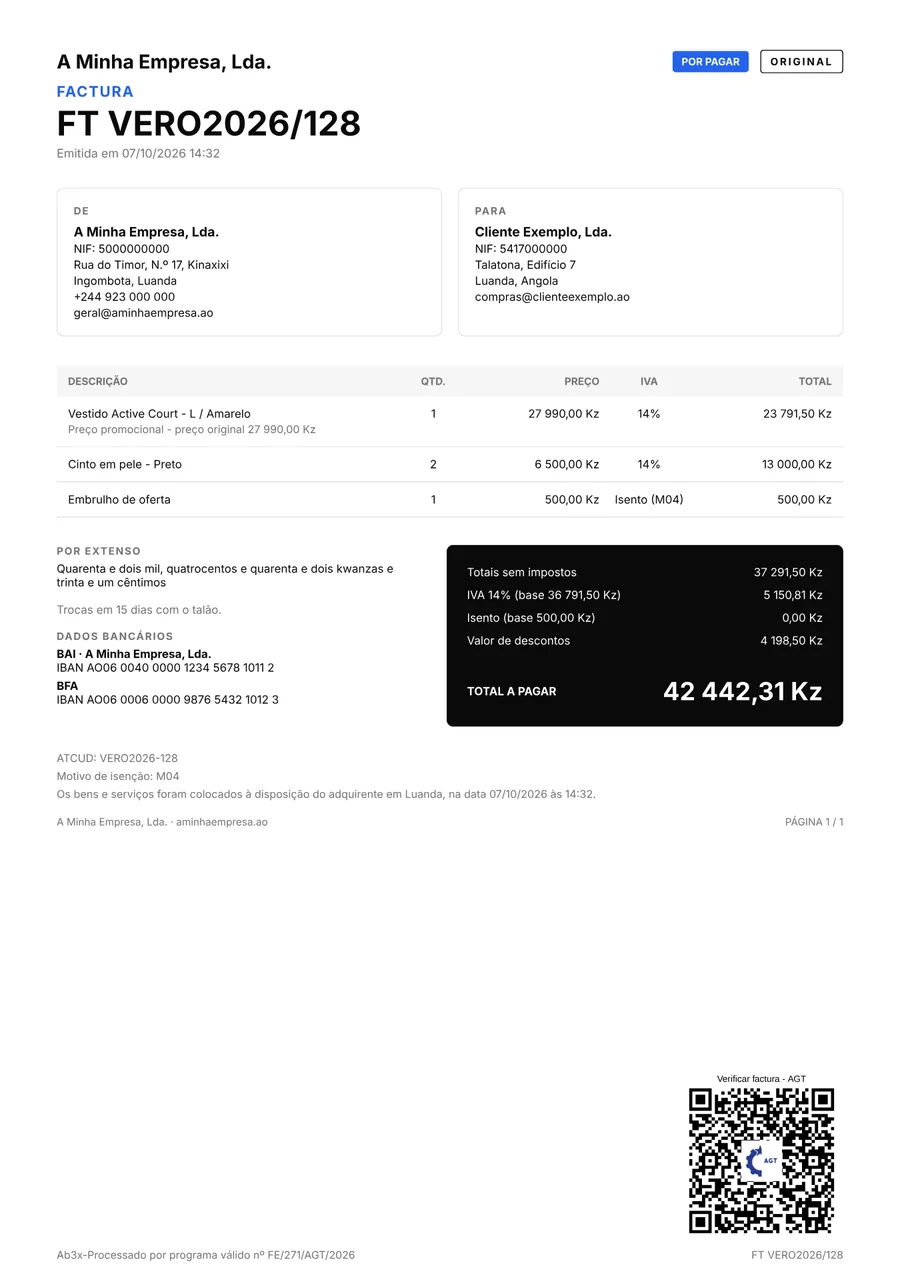 A Minha Empresa, Lda.
POR PAGAR
ORIGINAL
FACTURA
FT VERO2026/128
Emitida em 07/10/2026 14:32
DE
A Minha Empresa, Lda.
NIF: 5000000000
Rua do Timor, N.º 17, Kinaxixi
Ingombota, Luanda
+244 923 000 000
geral@aminhaempresa.ao
PARA
Cliente Exemplo, Lda.
NIF: 5417000000
Talatona, Edifício 7
Luanda, Angola
compras@clienteexemplo.ao
DESCRIÇÃO QTD. PREÇO IVA TOTAL
Vestido Active Court - L / Amarelo 1 27 990,00 Kz 14% 23 791,50 Kz
Preço promocional - preço original 27 990,00 Kz
Cinto em pele - Preto 2 6 500,00 Kz 14% 13 000,00 Kz
Embrulho de oferta 1 500,00 Kz Isento (M04) 500,00 Kz
POR EXTENSO
Quarenta e dois mil, quatrocentos e quarenta e dois kwanzas e
trinta e um cêntimos
Trocas em 15 dias com o talão.
DADOS BANCÁRIOS
BAI · A Minha Empresa, Lda.
IBAN AO06 0040 0000 1234 5678 1011 2
BFA
IBAN AO06 0006 0000 9876 5432 1012 3
Totais sem impostos 37 291,50 Kz
IVA 14% (base 36 791,50 Kz) 5 150,81 Kz
Isento (base 500,00 Kz) 0,00 Kz
Valor de descontos 4 198,50 Kz
TOTAL A PAGAR 42 442,31 Kz
ATCUD: VERO2026-128
Motivo de isenção: M04
Os bens e serviços foram colocados à disposição do adquirente em Luanda, na data 07/10/2026 às 14:32.
A Minha Empresa, Lda. · aminhaempresa.ao PÁGINA 1 / 1
Verificar factura - AGT
AGT
Ab3x-Processado por programa válido nº FE/271/AGT/2026 FT VERO2026/128